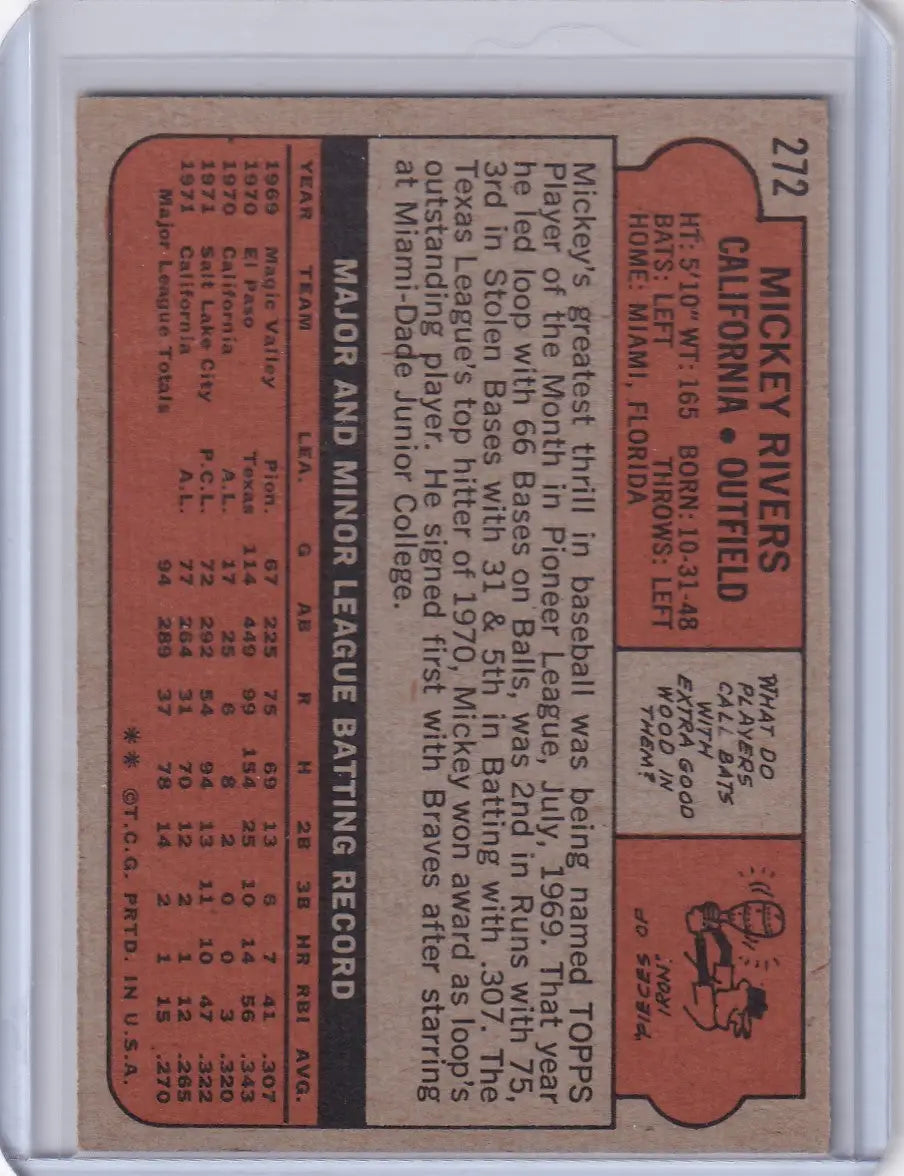 272
MICKEY RIVERS
CALIFORNIA • OUTFIELD
HT: 5'10" WT: 165 BORN: 10-31-48
BATS: LEFT THROWS: LEFT
HOME: MIAMI, FLORIDA
WHAT DO
PLAYERS
CALL BATS
WITH
EXTRA GOOD
WOOD IN
THEM?
PIECES OF
IRON.
Mickey's greatest thrill in baseball was being named TOPPS
Player of the Month in Pioneer League, July, 1969. That year
he led loop with 66 Bases on Balls, was 2nd in Runs with 75,
3rd in Stolen Bases with 31 & 5th in Batting with .307. The
Texas League's top hitter of 1970, Mickey won award as loop's
outstanding player. He signed first with Braves after starring
at Miami-Dade Junior College.
MAJOR AND MINOR LEAGUE BATTING RECORD
YEAR TEAM LEA. G AB R H 2B 3B HR RBI AVG.
1969 Magic Valley Pion. 67 225 75 69 13 6 7 41 .307
1970 El Paso Texas 114 449 99 154 25 10 14 56 .343
1970 California A.L. 17 25 6 8 2 0 0 3 .320
1971 Salt Lake City P.C.L. 72 292 54 94 13 11 10 47 .322
1971 California A.L. 77 264 31 70 12 2 1 12 .265
Major League Totals 94 289 37 78 14 2 1 15 .270
** ©T.C.G. PRTD. IN U.S.A.